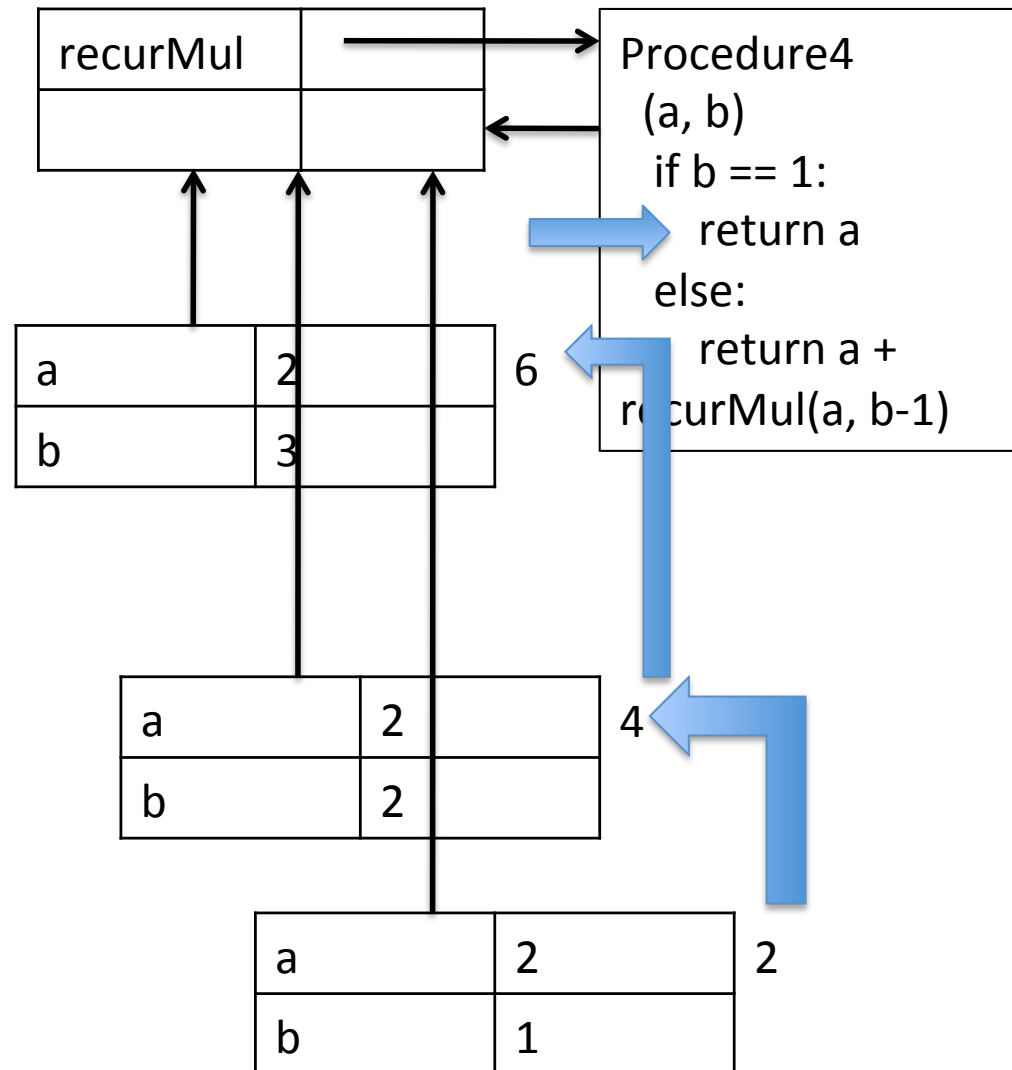 recurMul
Procedure4
(a, b)
if b == 1:
return a
else:
return a +
recurMul(a, b-1)
a 2 6
b 3
a 2 4
b 2
a 2 2
b 1